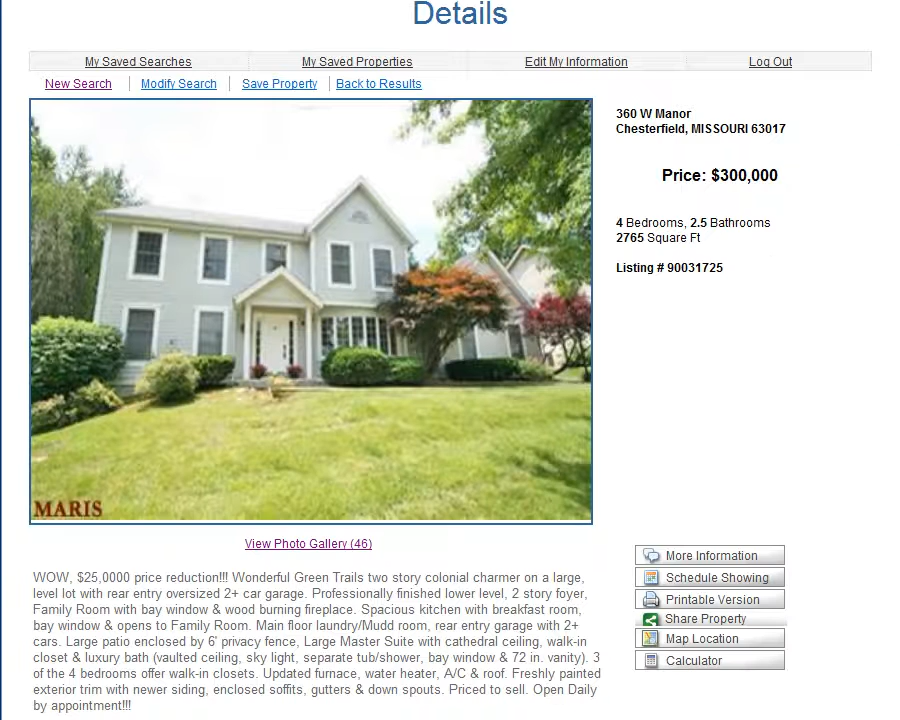 Details
My Saved Searches My Saved Properties Edit My Information Log Out
New Search Modify Search Save Property Back to Results
360 W Manor
Chesterfield, MISSOURI 63017
Price: $300,000
4 Bedrooms, 2.5 Bathrooms
2765 Square Ft
Listing # 90031725
MARIS
View Photo Gallery (46)
WOW, $25,0000 price reduction!!! Wonderful Green Trails two story colonial charmer on a large,
level lot with rear entry oversized 2+ car garage. Professionally finished lower level, 2 story foyer,
Family Room with bay window & wood burning fireplace. Spacious kitchen with breakfast room,
bay window & opens to Family Room. Main floor laundry/Mudd room, rear entry garage with 2+
cars. Large patio enclosed by 6' privacy fence, Large Master Suite with cathedral ceiling, walk-in
closet & luxury bath (vaulted ceiling, sky light, separate tub/shower, bay window & 72 in. vanity). 3
of the 4 bedrooms offer walk-in closets. Updated furnace, water heater, A/C & roof. Freshly painted
exterior trim with newer siding, enclosed soffits, gutters & down spouts. Priced to sell. Open Daily
by appointment!!!
More Information
Schedule Showing
Printable Version
Share Property
Map Location
Calculator